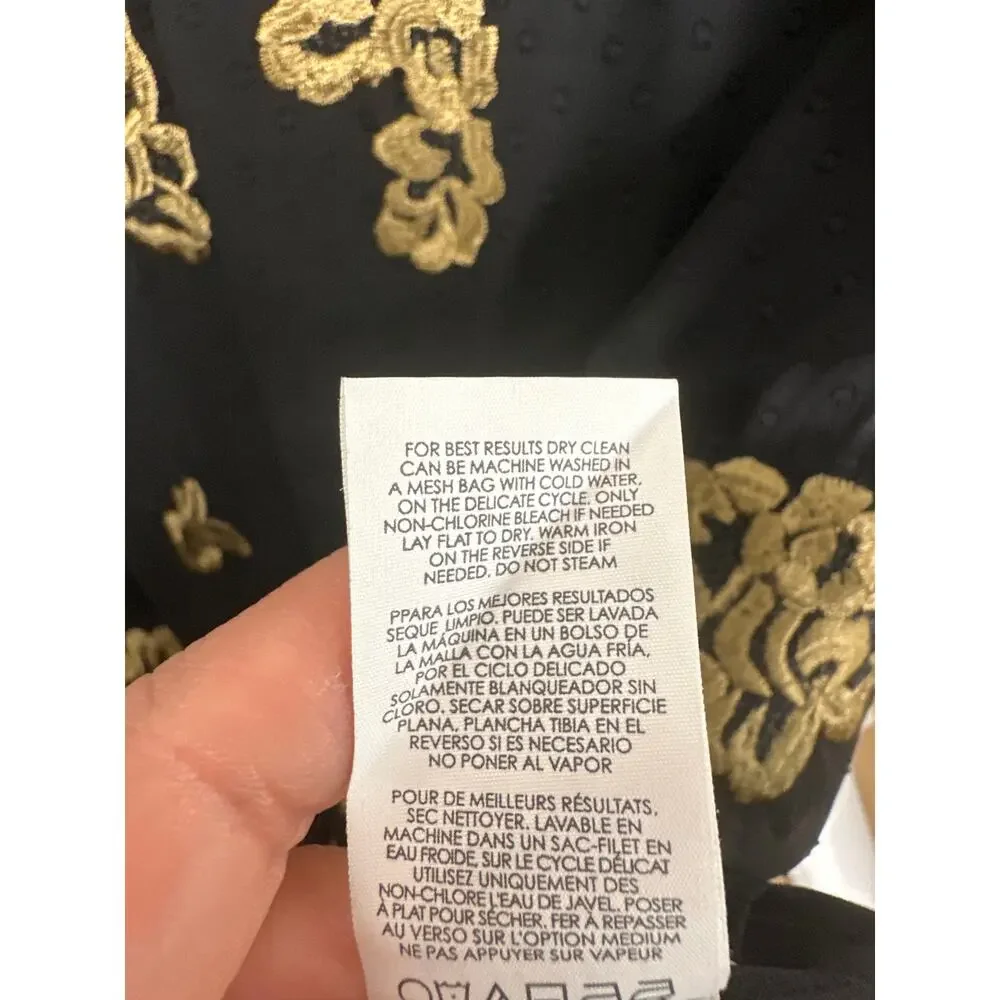 FOR BEST RESULTS DRY CLEAN
CAN BE MACHINE WASHED IN
A MESH BAG WITH COLD WATER,
ON THE DELICATE CYCLE. ONLY
NON-CHLORINE BLEACH IF NEEDED
LAY FLAT TO DRY. WARM IRON
ON THE REVERSE SIDE IF
NEEDED. DO NOT STEAM
PPARA LOS MEJORES RESULTADOS
SEQUE LIMPIO. PUEDE SER LAVADA
LA MÁQUINA EN UN BOLSO DE
LA MALLA CON LA AGUA FRÍA,
POR EL CICLO DELICADO
SOLAMENTE BLANQUEADOR SIN
CLORO. SECAR SOBRE SUPERFICIE
PLANA, PLANCHA TIBIA EN EL
REVERSO SI ES NECESARIO
NO PONER AL VAPOR
POUR DE MEILLEURS RÉSULTATS,
SEC NETTOYER. LAVABLE EN
MACHINE DANS UN SAC-FILET EN
EAU FROIDE, SUR LE CYCLE DÉLICAT
UTILISEZ UNIQUEMENT DES
NON-CHLORE L'EAU DE JAVEL. POSER
À PLAT POUR SÉCHER. FER À REPASSER
AU VERSO SUR L'OPTION MEDIUM
NE PAS APPUYER SUR VAPEUR